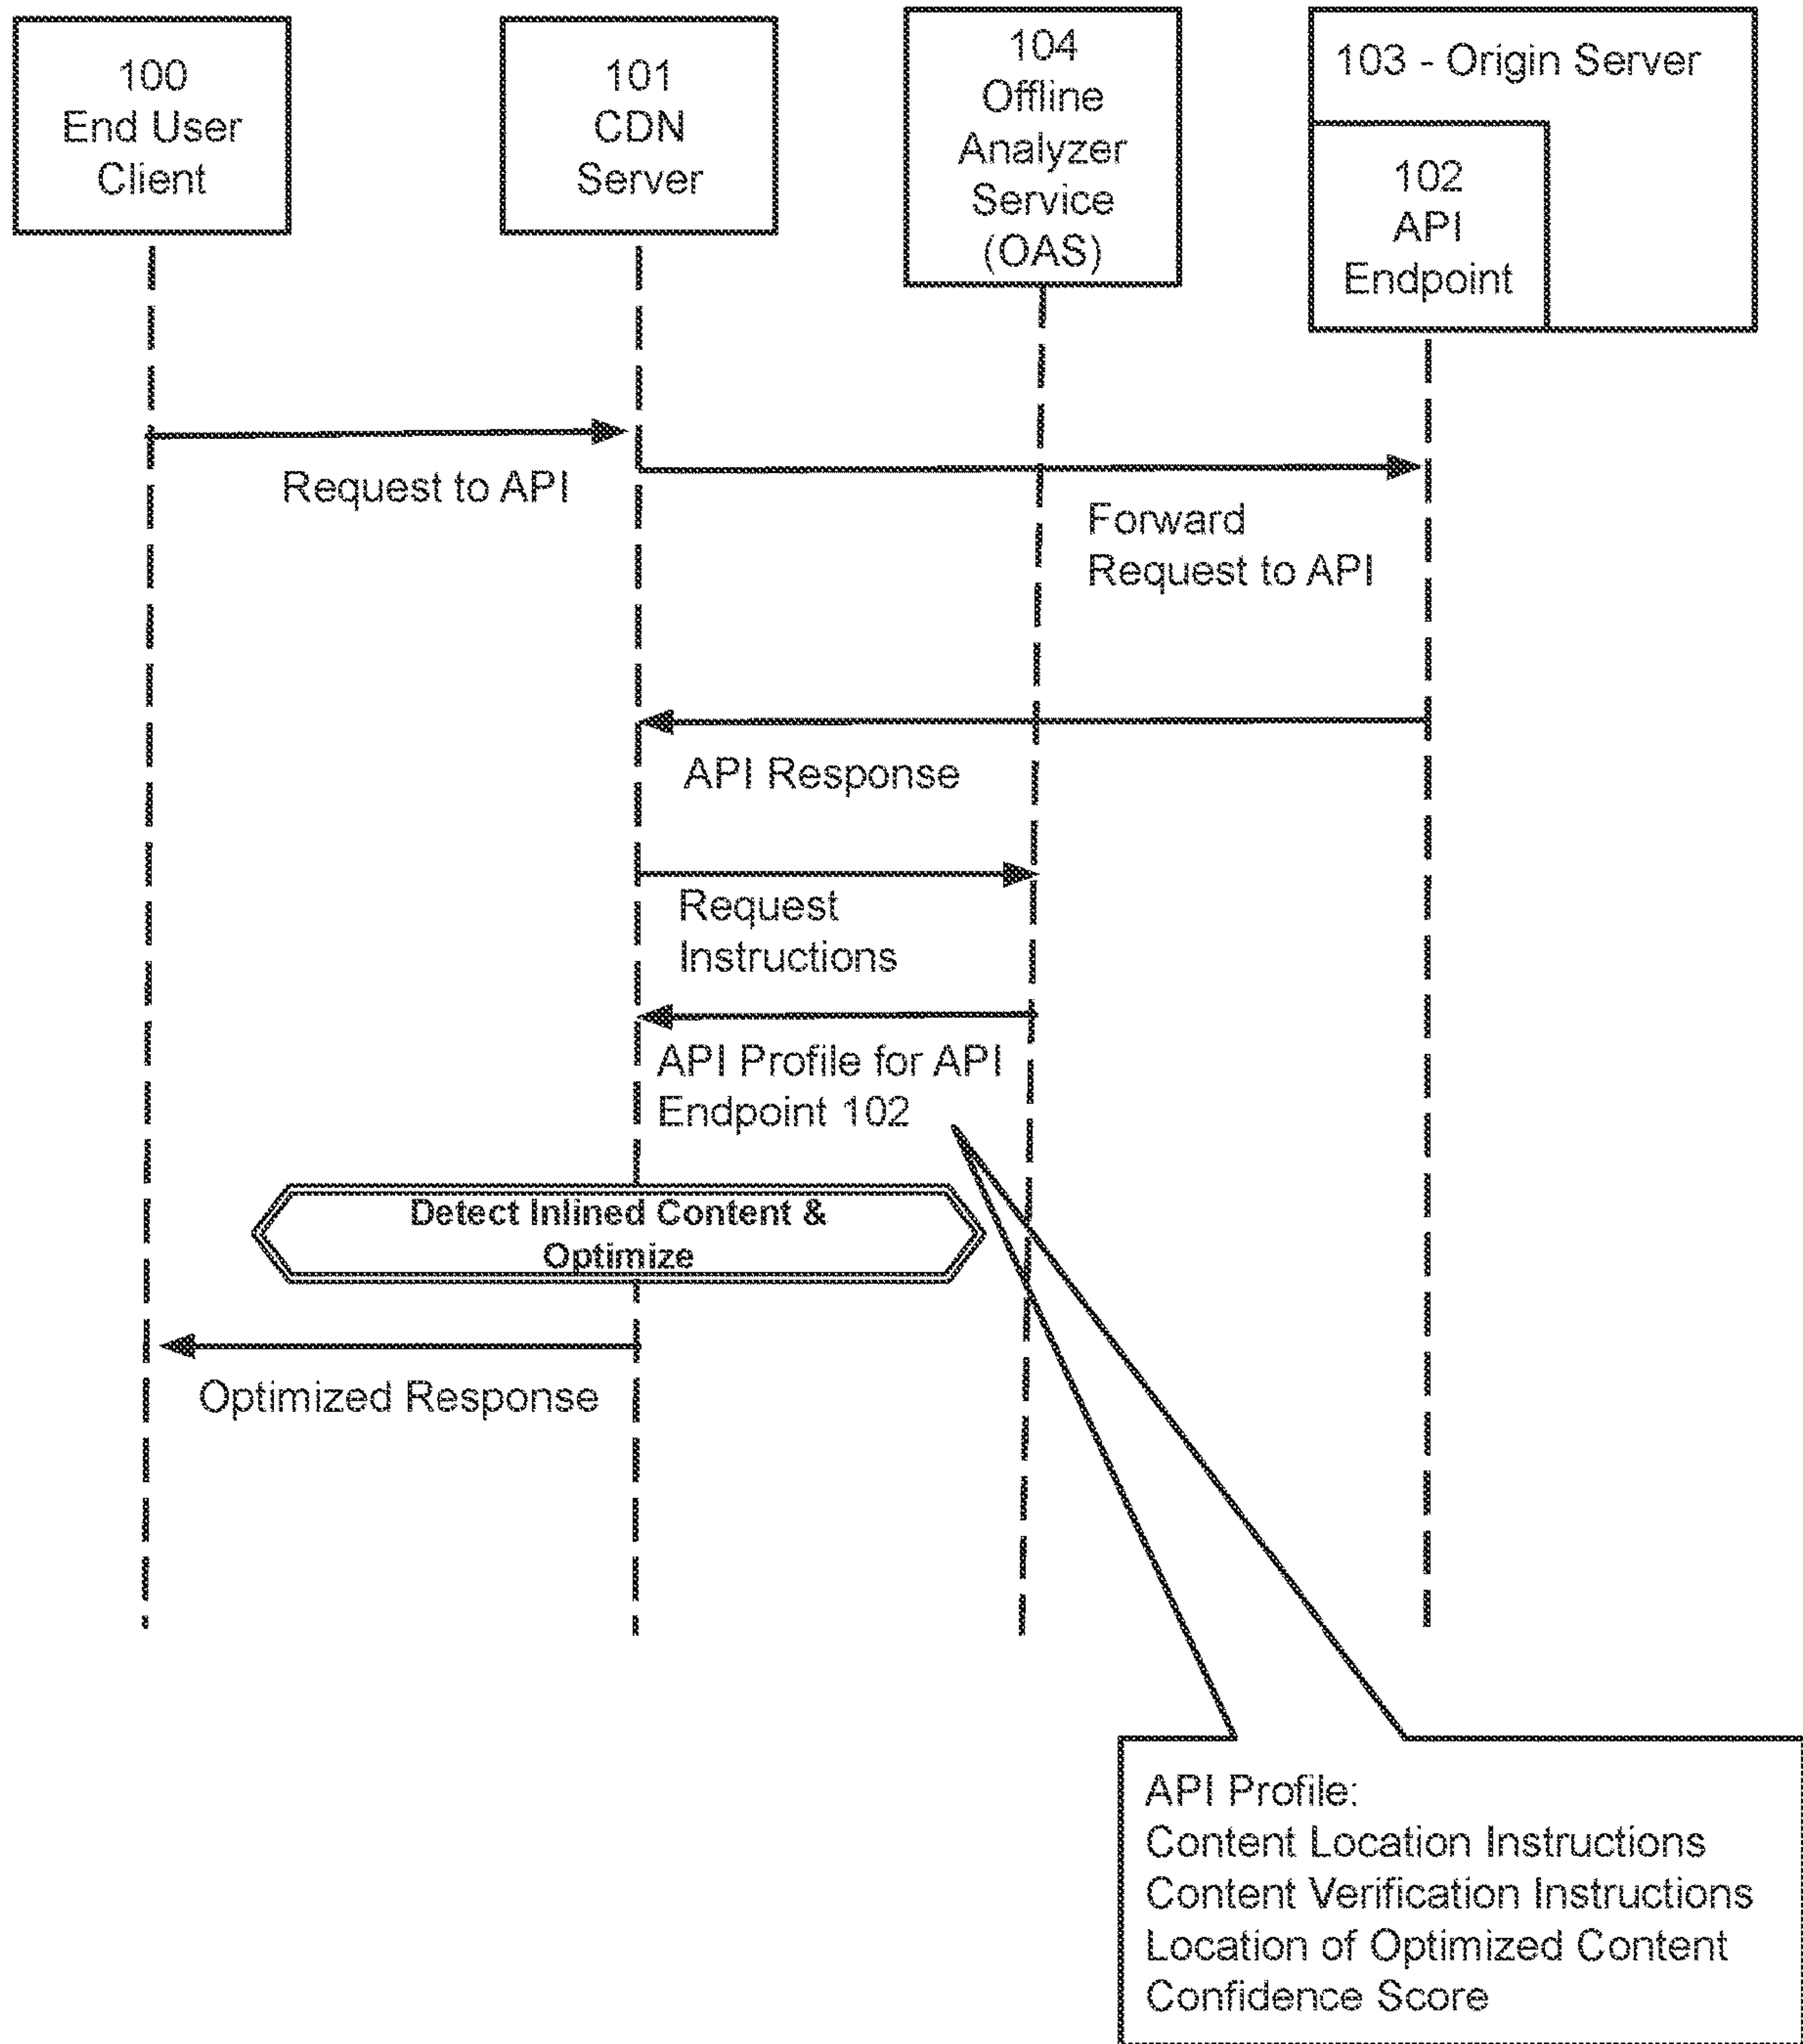 100
End User
Client
101
CDN
Server
104
Offline
Analyzer
Service
(OAS)
103 - Origin Server
102
API
Endpoint
Request to API
Forward
Request to API
API Response
Request
Instructions
API Profile for API
Endpoint 102
Detect Inlined Content &
Optimize
Optimized Response
API Profile:
Content Location Instructions
Content Verification Instructions
Location of Optimized Content
Confidence Score